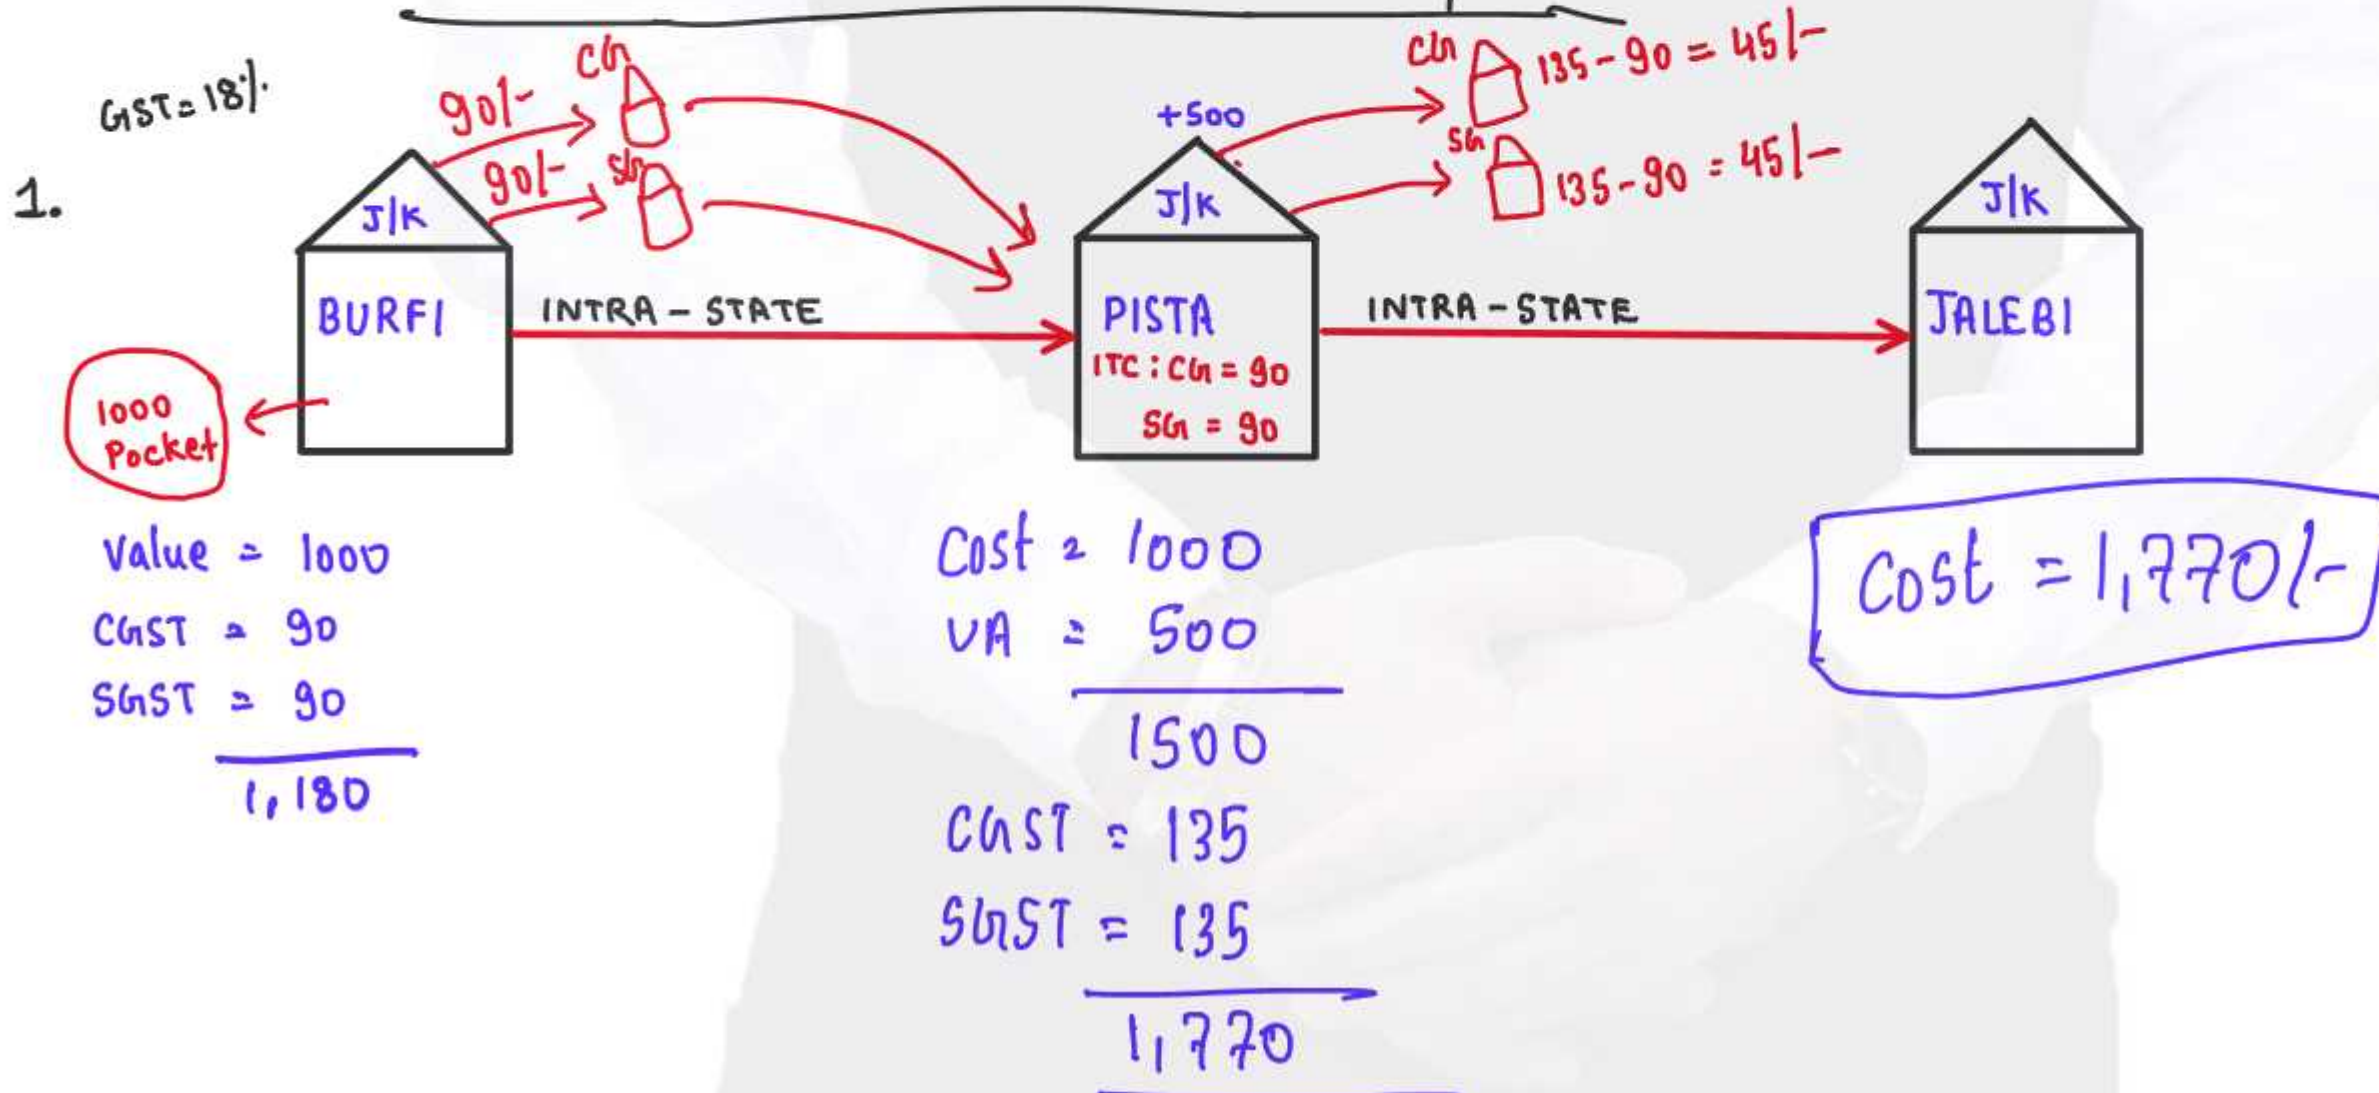 GST = 18%
1.
90/-
CG
90/-
SG
J/K
BURFI
1000
Pocket
INTRA - STATE
+500
J/K
PISTA
ITC : CG = 90
SG = 90
CG
135 - 90 = 45/-
SG
135 - 90 = 45/-
INTRA - STATE
J/K
JALEBI
Value = 1000
CGST = 90
SGST = 90
1,180
Cost = 1000
VA = 500
1500
CGST = 135
SGST = 135
1,770
Cost = 1,770/-